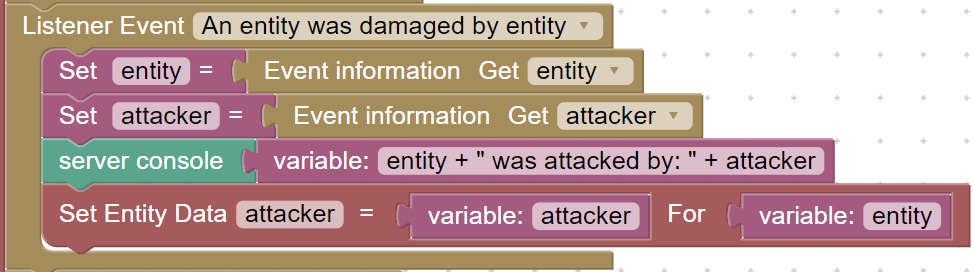 Listener Event An entity was damaged by entity
Set entity = Event information Get entity
Set attacker = Event information Get attacker
server console variable: entity + " was attacked by: " + attacker
Set Entity Data attacker = variable: attacker For variable: entity